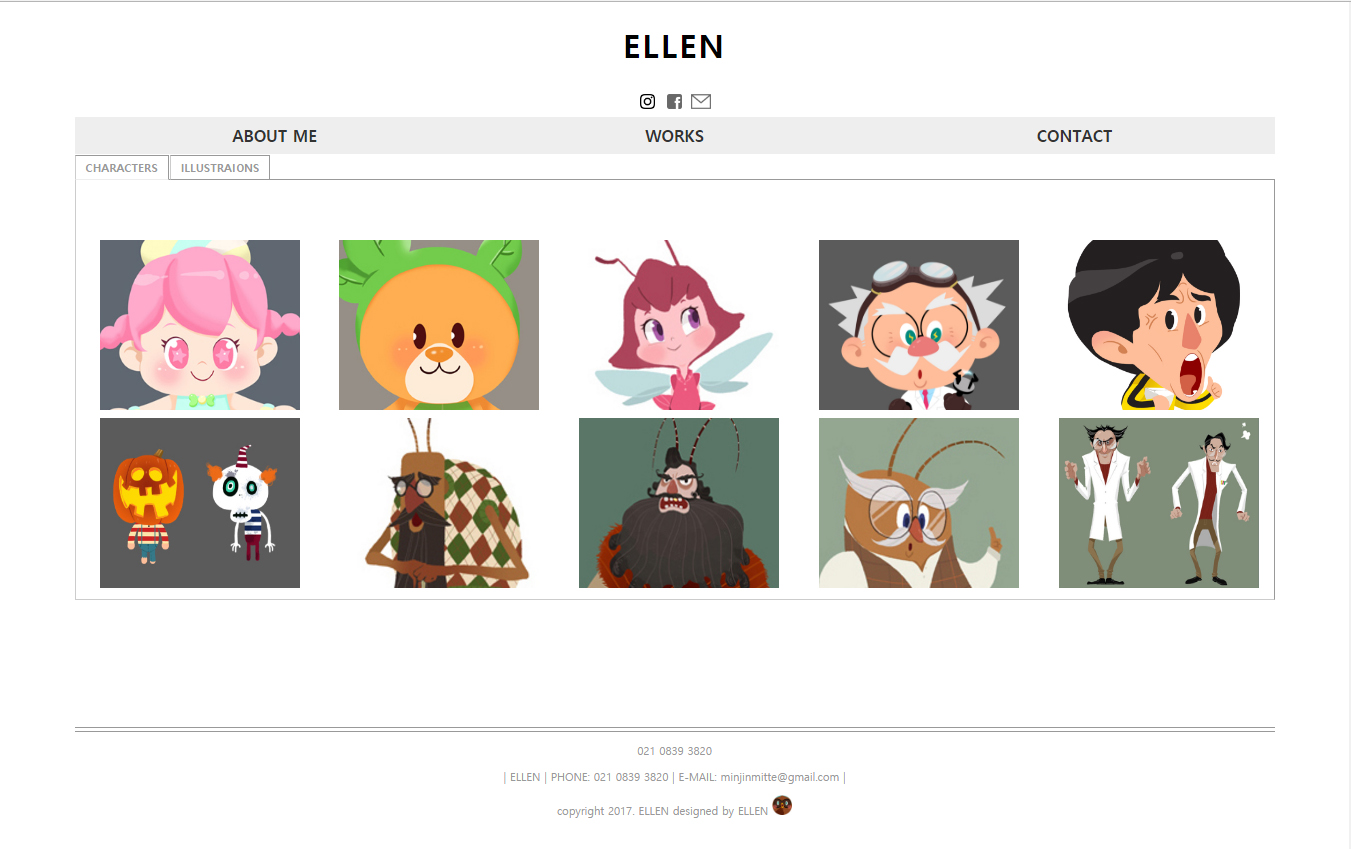 ELLEN
ABOUT ME WORKS CONTACT
CHARACTERS ILLUSTRAIONS
021 0839 3820
| ELLEN | PHONE: 021 0839 3820 | E-MAIL: minjinmitte@gmail.com |
copyright 2017. ELLEN designed by ELLEN